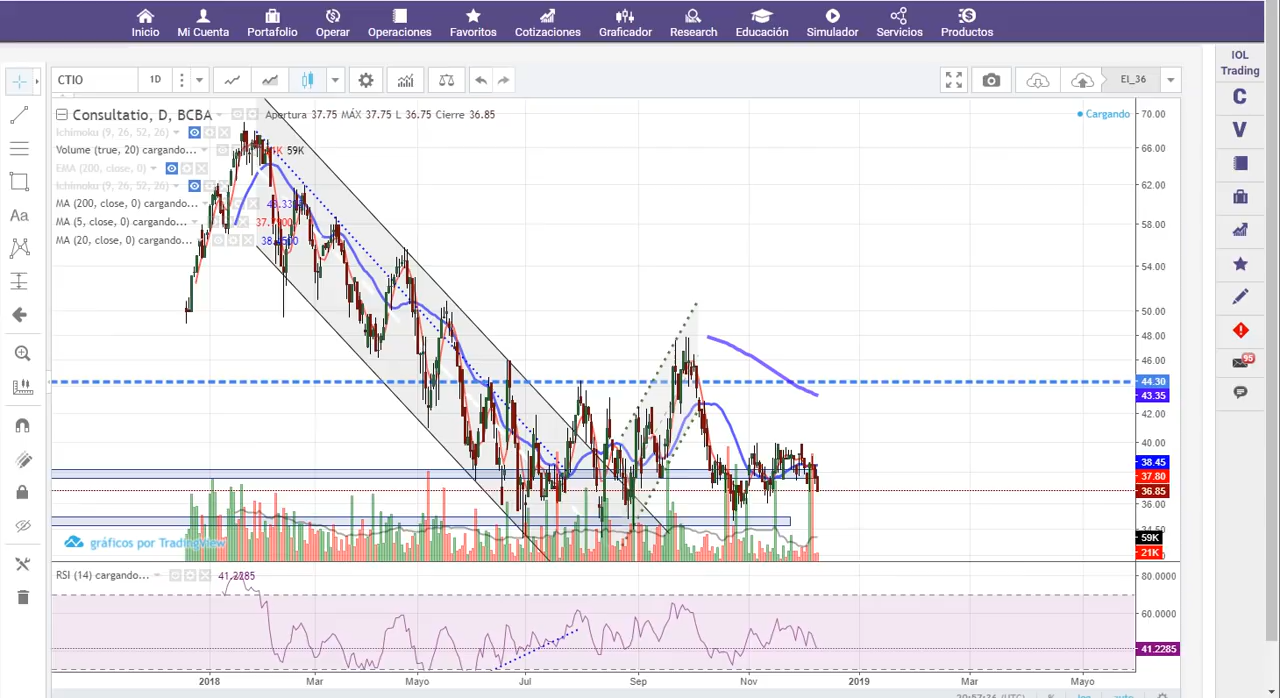 Inicio Mi Cuenta Portafolio Operar Operaciones Favoritos Cotizaciones Graficador Research Educación Simulador Servicios Productos
IOL
Trading
CTIO 1D EI_36
C
V
95
Consultatio, D, BCBA Apertura 37.75 MÁX 37.75 L 36.75 Cierre 36.85
Cargando
Ichimoku (9, 26, 52, 26)
Volume (true, 20) cargando... 59K
EMA (200, close, 0)
Ichimoku (9, 26, 52, 26)
MA (200, close, 0) cargando...
MA (5, close, 0) cargando...
MA (20, close, 0) cargando...
Aa
70.00
66.00
62.00
58.00
54.00
50.00
48.00
46.00
44.30
43.35
42.00
40.00
38.45
37.80
36.85
36.00
34.50
59K
21K
gráficos por TradingView
RSI (14) cargando... 41.2285
80.0000
60.0000
41.2285
2018 Mar Mayo Jul Sep Nov 2019 Mar Mayo